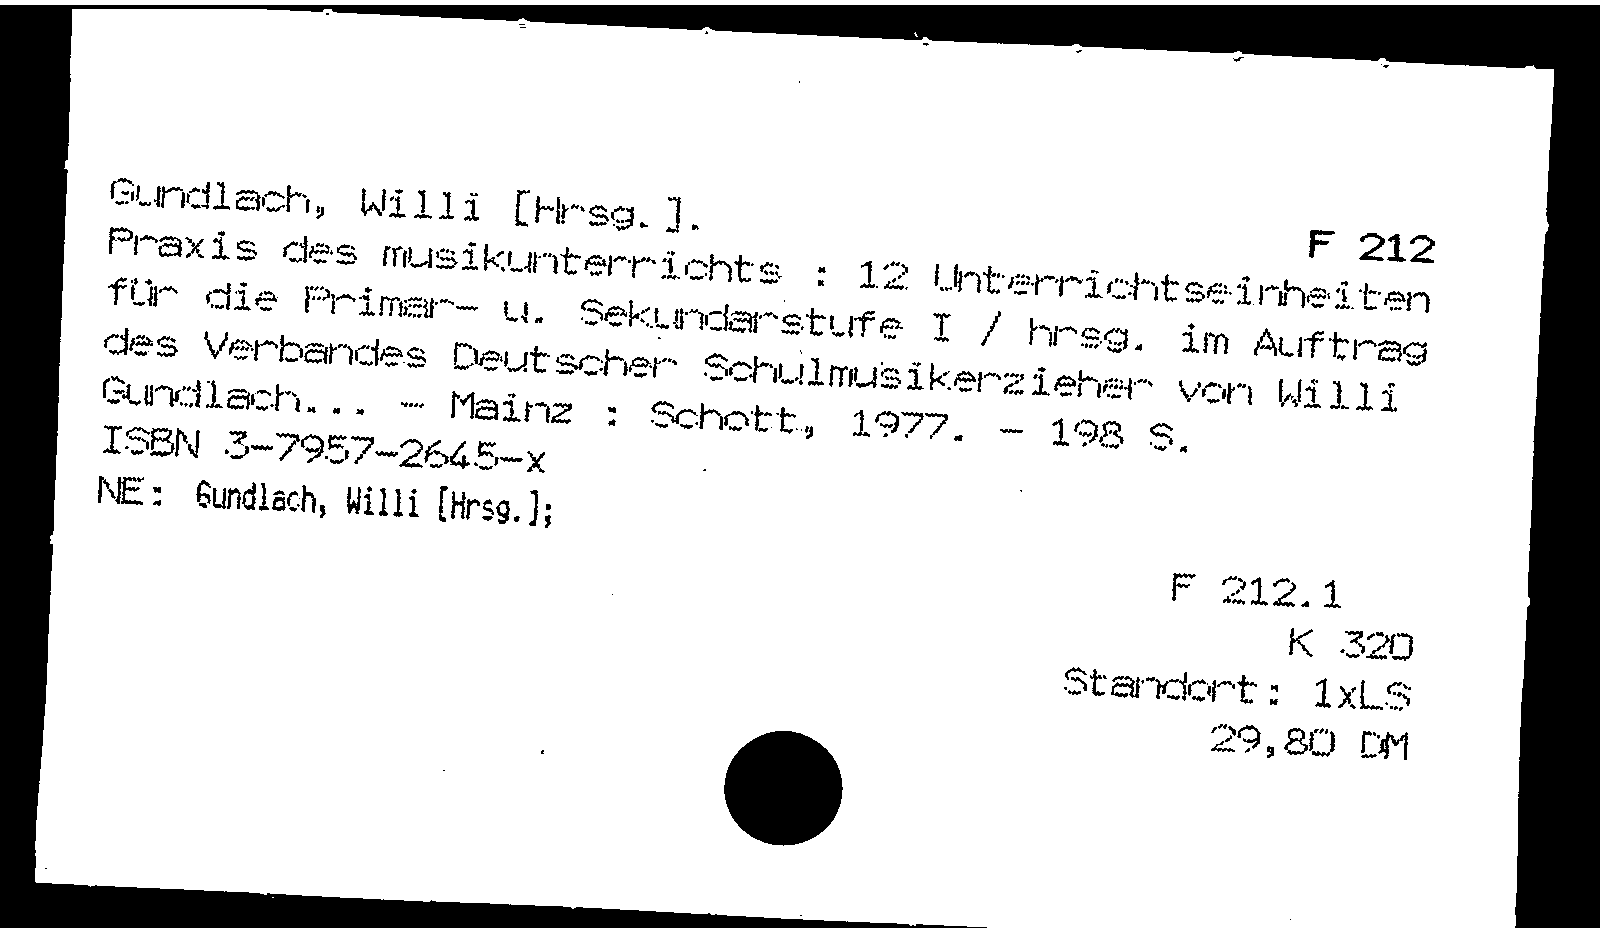 Gundlach, Willi [Hrsg.].
F 212
Praxis des musikunterrichts : 12 Unterrichtseinheiten
für die Primar- u. Sekundarstufe I / hrsg. im Auftrag
des Verbandes Deutscher Schulmusikerzieher von Willi
Gundlach... - Mainz : Schott, 1977. - 198 S.
ISBN 3-7957-2645-x
NE: Gundlach, Willi [Hrsg.];
F 212.1
K 320
Standort: 1xLS
29,80 DM